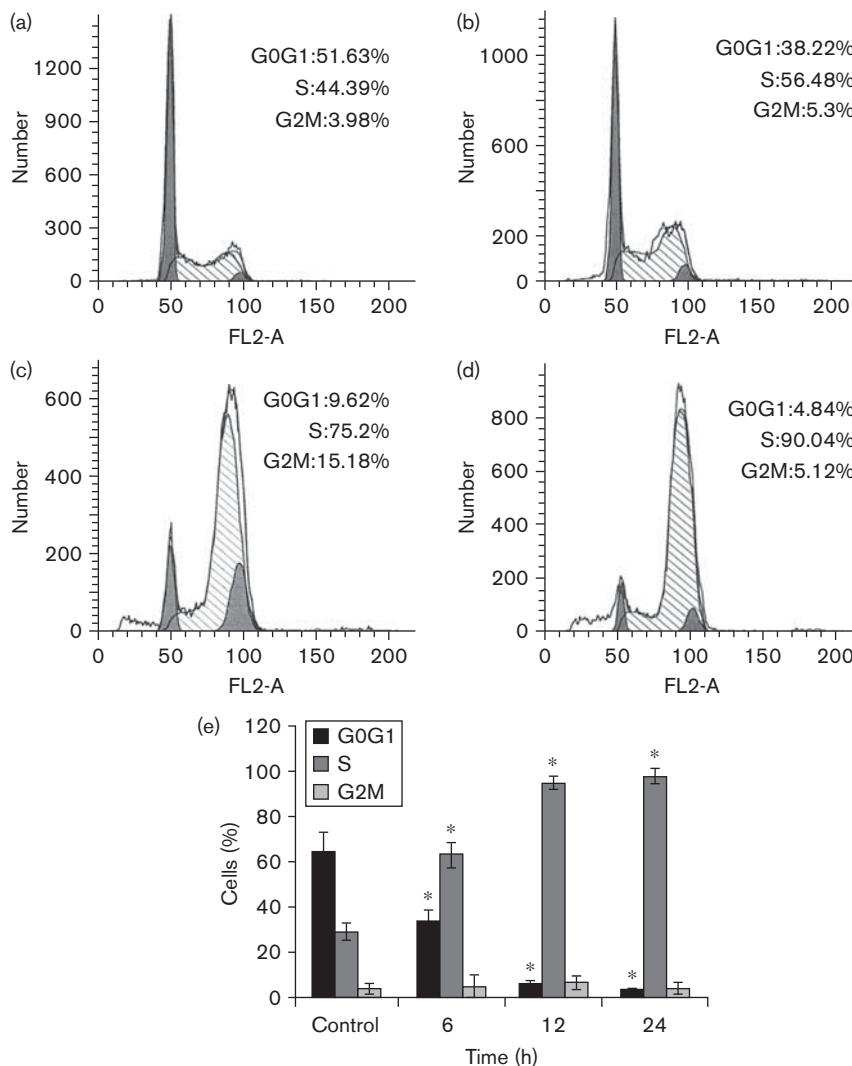 (a)
G0G1:51.63%
S:44.39%
G2M:3.98%
Number
1200
900
600
300
0
0 50 100 150 200
FL2-A
(b)
G0G1:38.22%
S:56.48%
G2M:5.3%
Number
1000
600
200
0
0 50 100 150 200
FL2-A
(c)
G0G1:9.62%
S:75.2%
G2M:15.18%
Number
600
400
200
0
0 50 100 150 200
FL2-A
(d)
G0G1:4.84%
S:90.04%
G2M:5.12%
Number
800
600
400
200
0
0 50 100 150 200
FL2-A
(e)
G0G1
S
G2M
Cells (%)
120
100
80
60
40
20
0
* *
* *
* *
Control 6 12 24
Time (h)